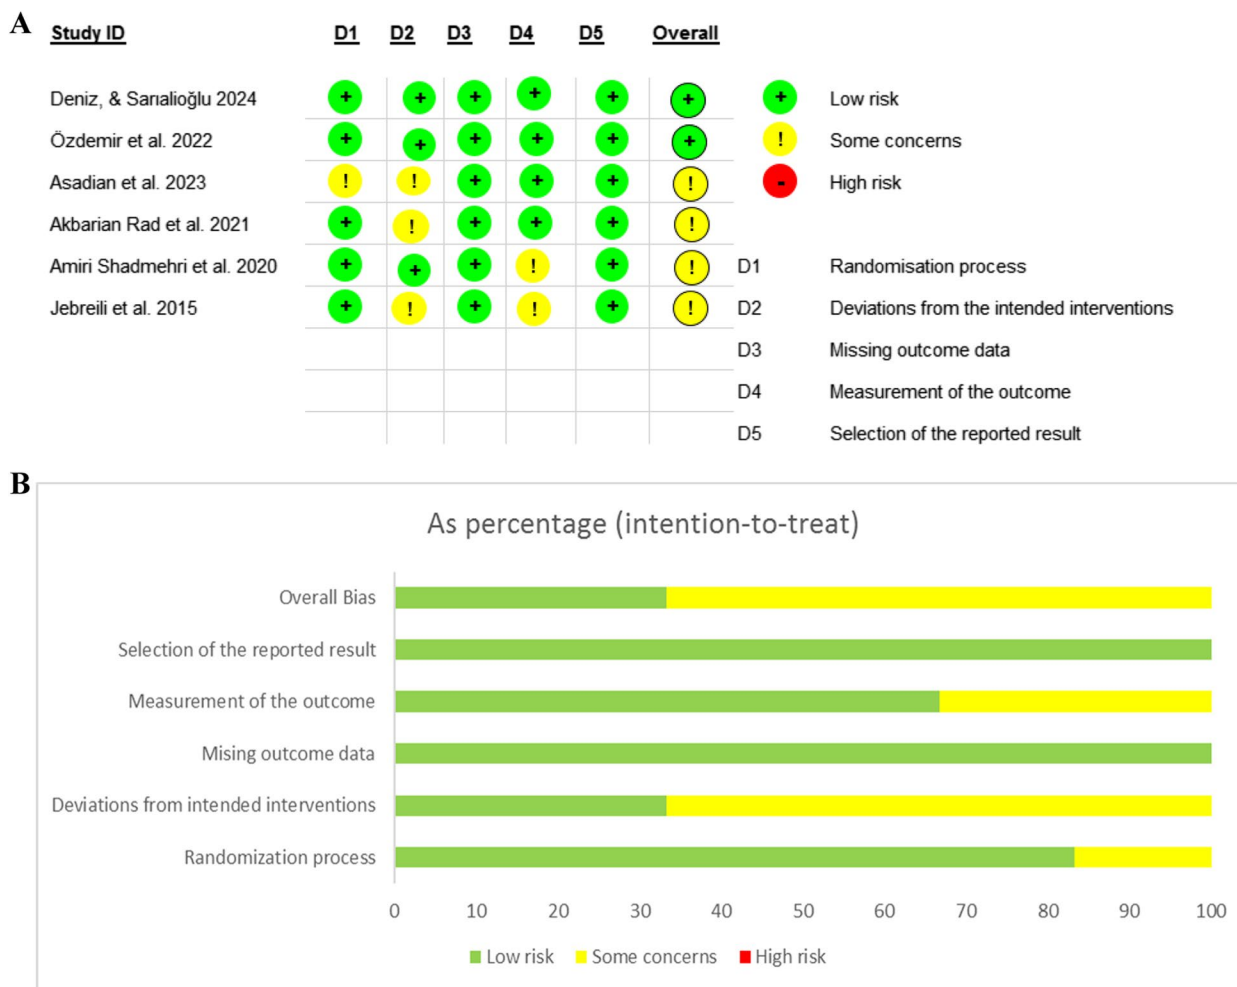 A
Study ID D1 D2 D3 D4 D5 Overall
Deniz, & Sarıalioğlu 2024 + + + + + + + Low risk
Özdemir et al. 2022 + + + + + + ! Some concerns
Asadian et al. 2023 ! ! + + + ! - High risk
Akbarian Rad et al. 2021 + ! + + + !
Amiri Shadmehri et al. 2020 + + + ! + ! D1 Randomisation process
Jebreili et al. 2015 + ! + ! + ! D2 Deviations from the intended interventions
D3 Missing outcome data
D4 Measurement of the outcome
D5 Selection of the reported result
B
As percentage (intention-to-treat)
Overall Bias
Selection of the reported result
Measurement of the outcome
Mising outcome data
Deviations from intended interventions
Randomization process
0 10 20 30 40 50 60 70 80 90 100
Low risk Some concerns High risk